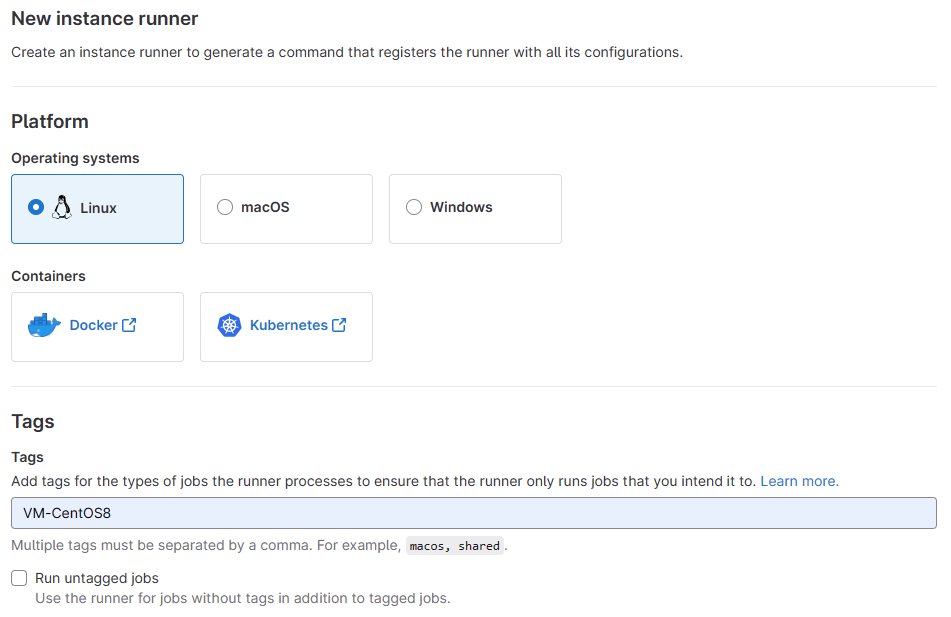 New instance runner
Create an instance runner to generate a command that registers the runner with all its configurations.
Platform
Operating systems
Linux
macOS
Windows
Containers
Docker
Kubernetes
Tags
Tags
Add tags for the types of jobs the runner processes to ensure that the runner only runs jobs that you intend it to. Learn more.
VM-CentOS8
Multiple tags must be separated by a comma. For example, macos, shared.
Run untagged jobs
Use the runner for jobs without tags in addition to tagged jobs.